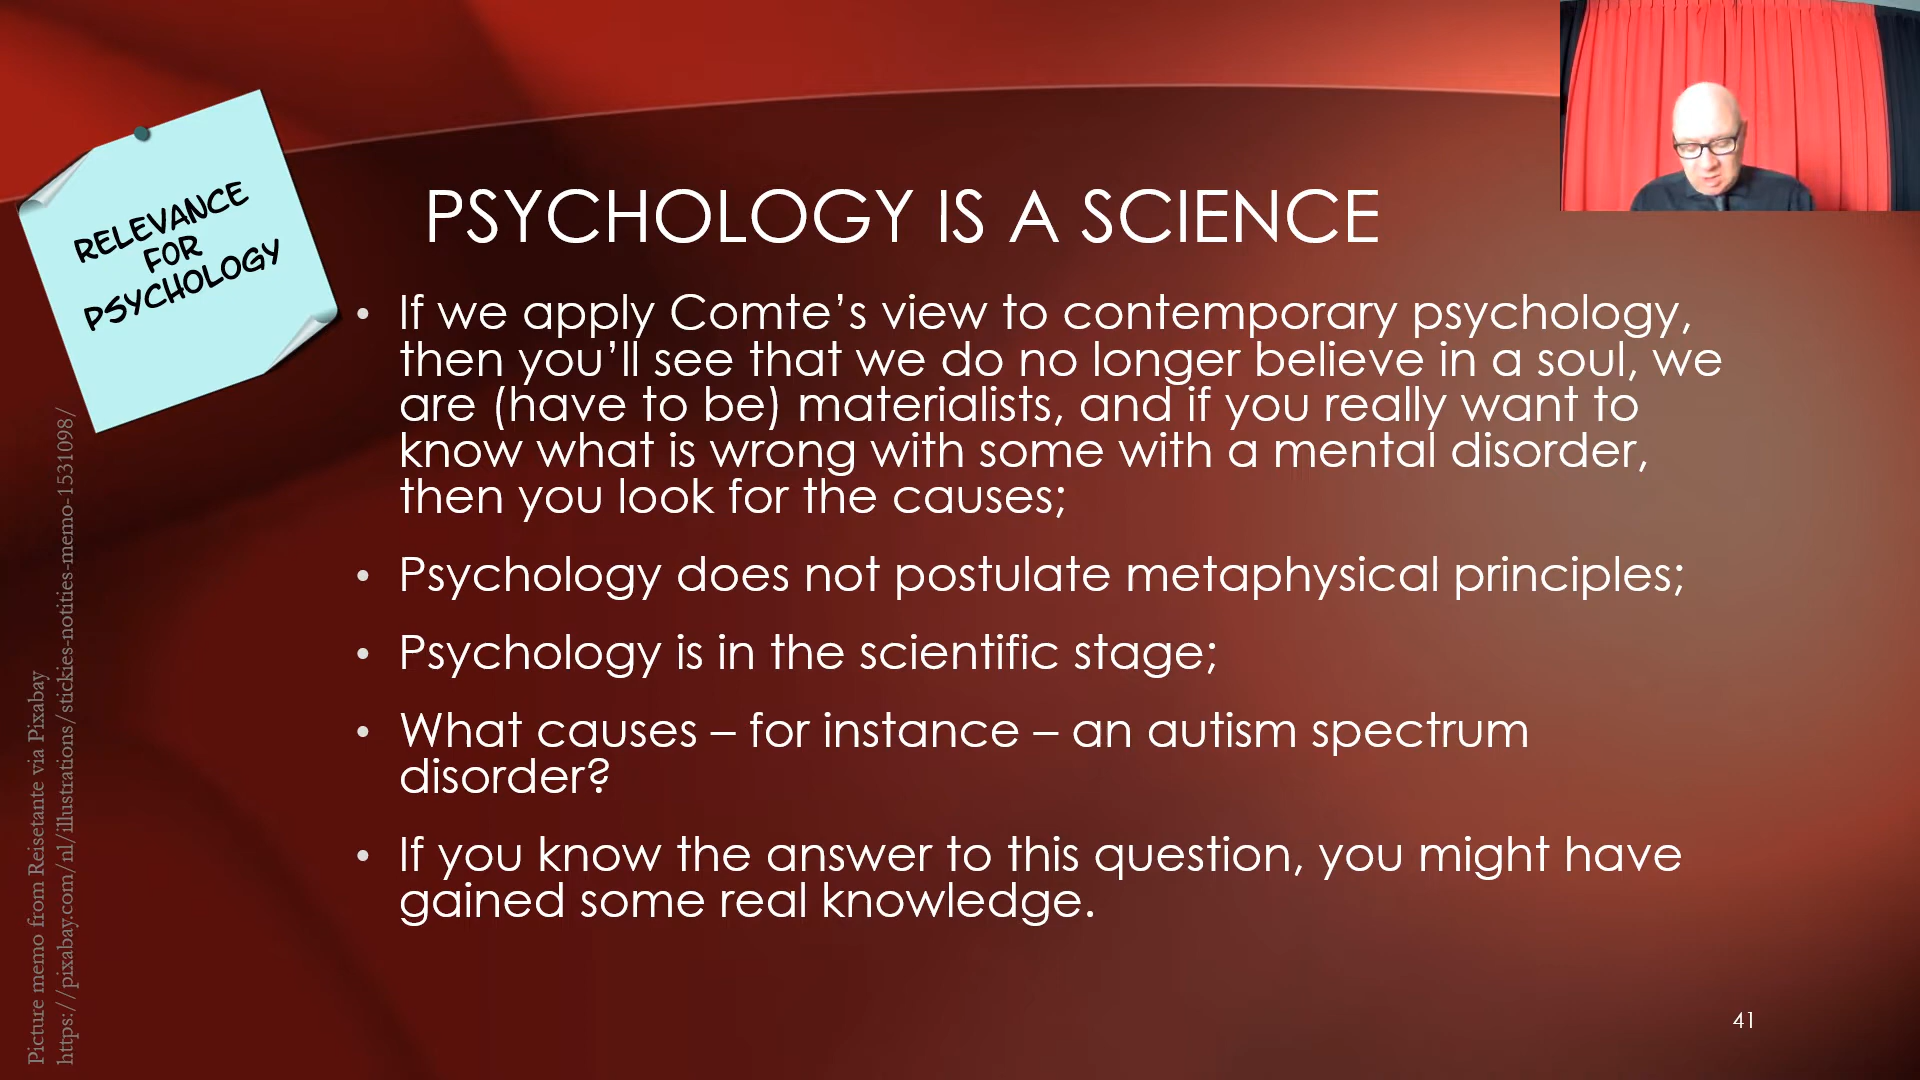 RELEVANCE
FOR
PSYCHOLOGY
PSYCHOLOGY IS A SCIENCE
• If we apply Comte’s view to contemporary psychology,
then you’ll see that we do no longer believe in a soul, we
are (have to be) materialists, and if you really want to
know what is wrong with some with a mental disorder,
then you look for the causes;
• Psychology does not postulate metaphysical principles;
• Psychology is in the scientific stage;
• What causes – for instance – an autism spectrum
disorder?
• If you know the answer to this question, you might have
gained some real knowledge.
Picture memo from Reisetante via Pixabay
https://pixabay.com/nl/illustrations/stickies-notities-memo-1531098/
41